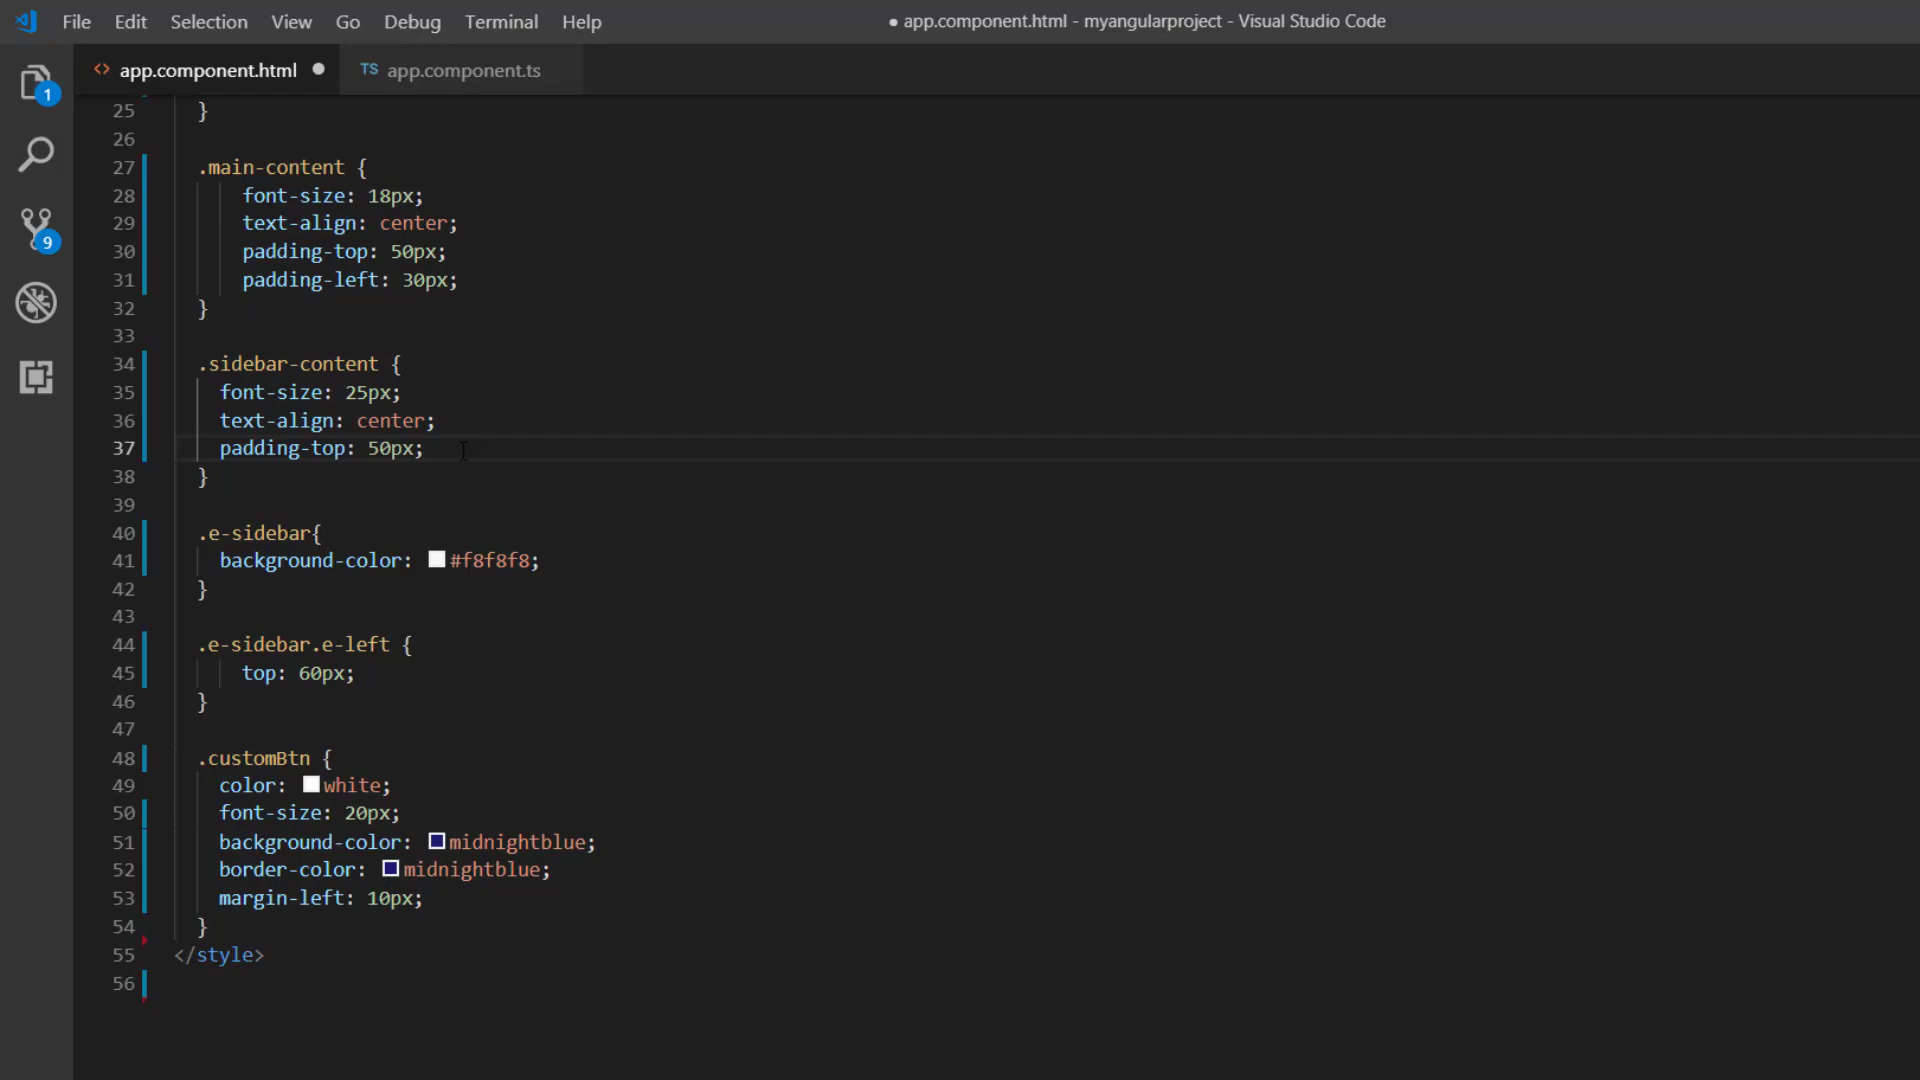 File Edit Selection View Go Debug Terminal Help ● app.component.html - myangularproject - Visual Studio Code
<> app.component.html ● TS app.component.ts
1
9
25 }
26
27 .main-content {
28 font-size: 18px;
29 text-align: center;
30 padding-top: 50px;
31 padding-left: 30px;
32 }
33
34 .sidebar-content {
35 font-size: 25px;
36 text-align: center;
37 padding-top: 50px;
38 }
39
40 .e-sidebar{
41 background-color: #f8f8f8;
42 }
43
44 .e-sidebar.e-left {
45 top: 60px;
46 }
47
48 .customBtn {
49 color: white;
50 font-size: 20px;
51 background-color: midnightblue;
52 border-color: midnightblue;
53 margin-left: 10px;
54 }
55 </style>
56